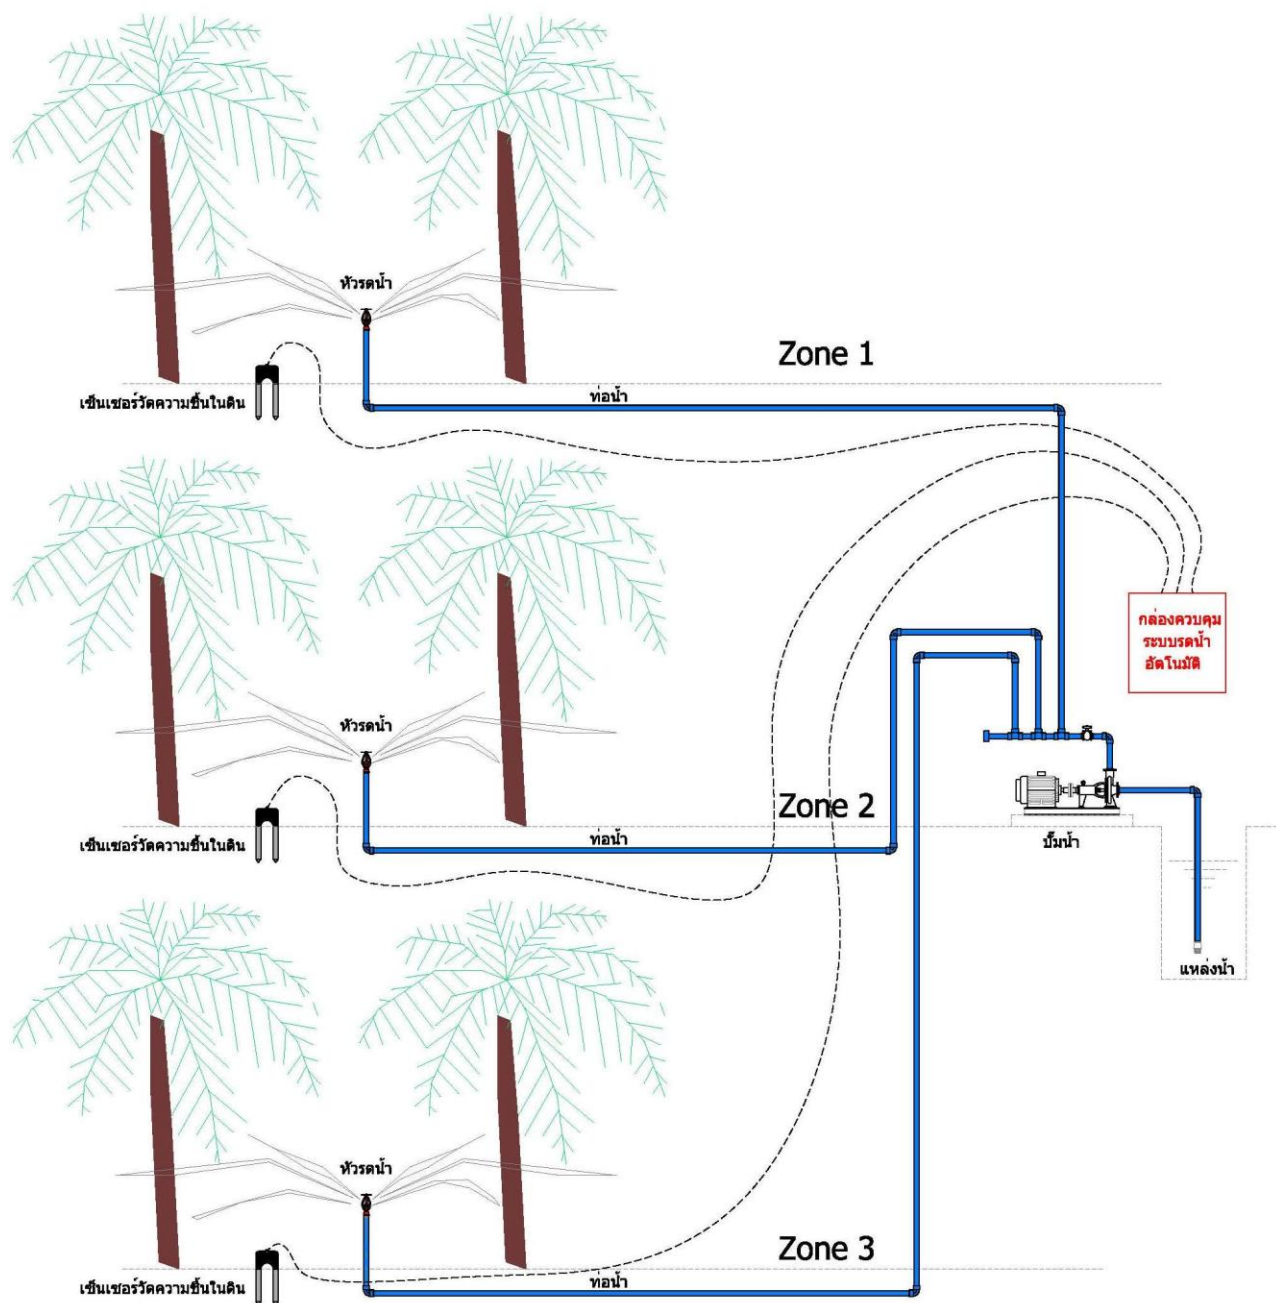 หัวรดน้ำ
Zone 1
เซ็นเซอร์วัดความชื้นในดิน
ท่อน้ำ
กล่องควบคุม
ระบบรดน้ำ
อัตโนมัติ
หัวรดน้ำ
Zone 2
เซ็นเซอร์วัดความชื้นในดิน
ท่อน้ำ
ปั๊มน้ำ
แหล่งน้ำ
หัวรดน้ำ
Zone 3
เซ็นเซอร์วัดความชื้นในดิน
ท่อน้ำ